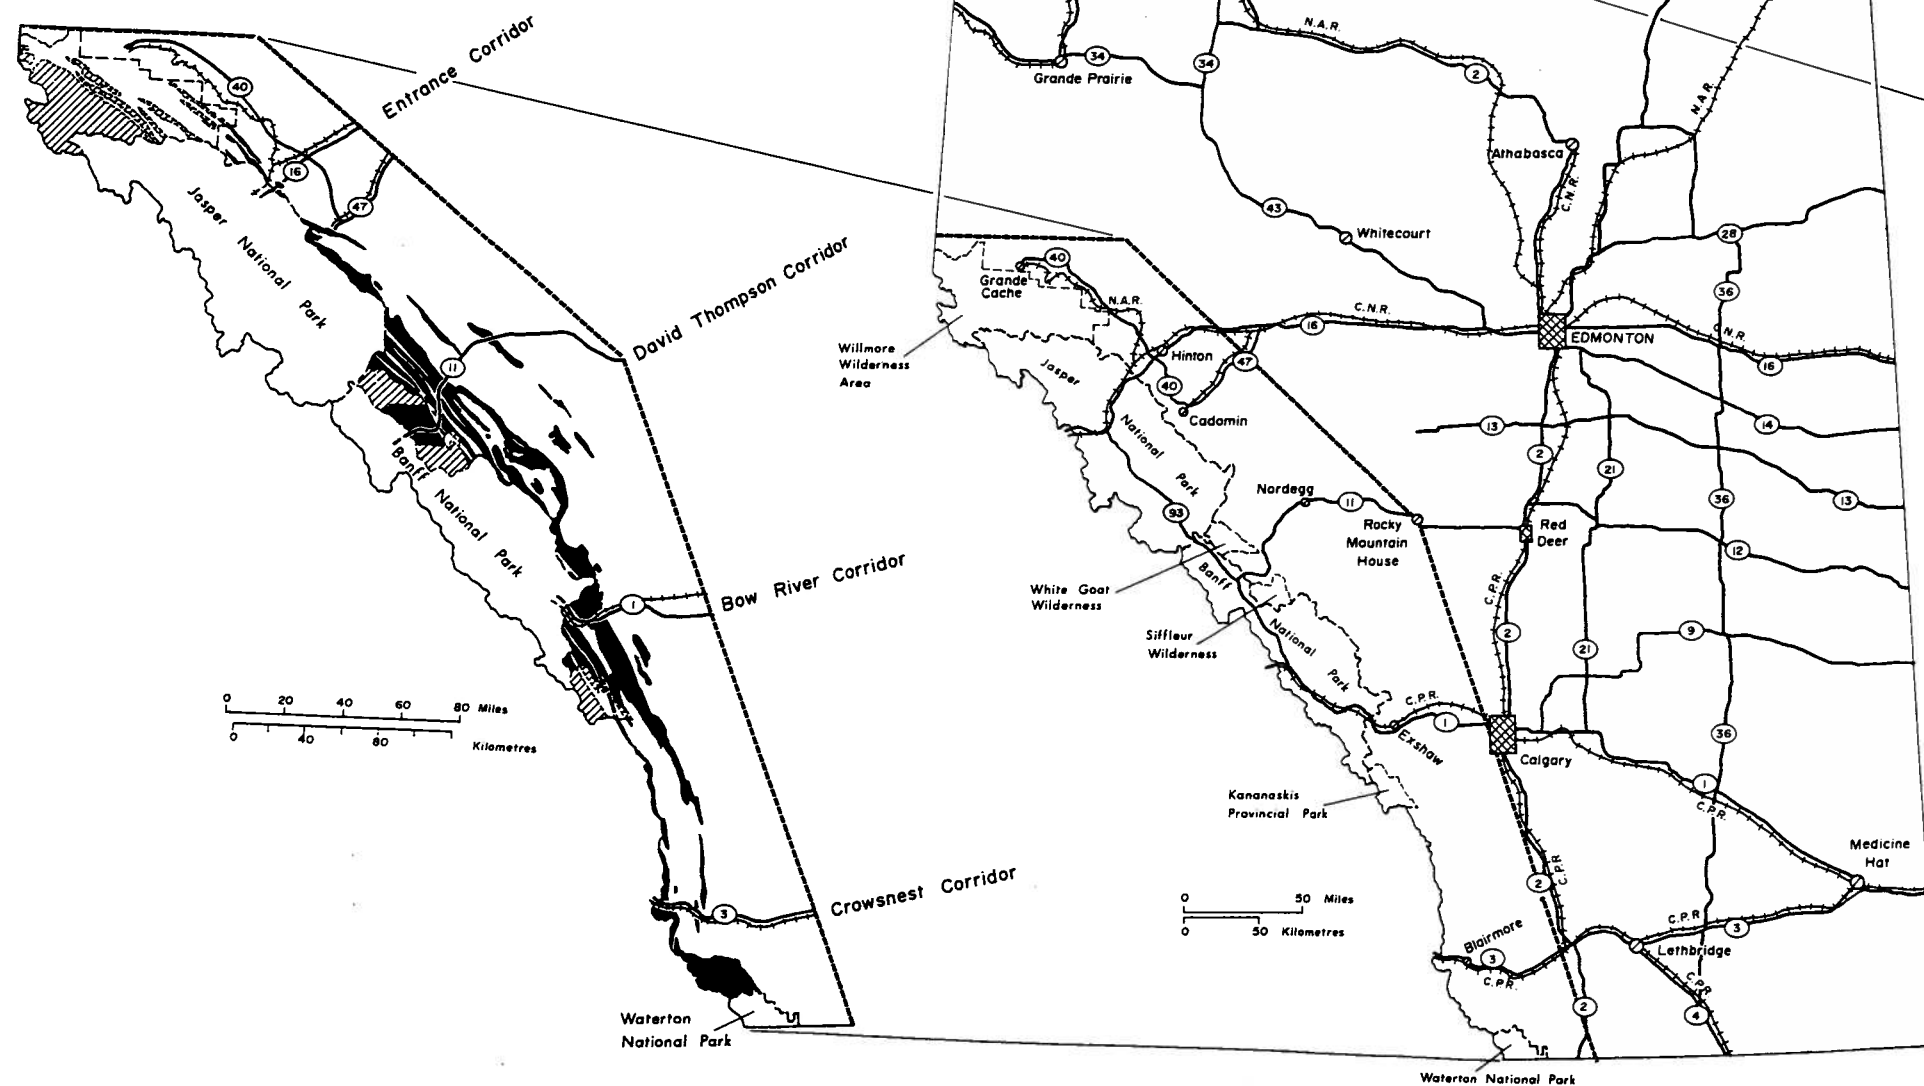 Entrance Corridor
40
16
47
Jasper
National
Park
David Thompson Corridor
11
Banff
National
Park
Bow River Corridor
1
0 20 40 60 80 Miles
0 40 80
Kilometres
Crowsnest Corridor
3
Waterton
National Park
N.A.R.
34
34
Grande Prairie
2
N.A.R.
Athabasca
C.N.R.
43
Whitecourt
28
36
40
Grande
Cache
N.A.R.
C.N.R.
16
EDMONTON
C.N.R.
16
Willmore
Wilderness
Area
Hinton
47
Jasper
40
Cadomin
National
Park
13
14
2
21
Nordegg
11
36
13
93
Rocky
Mountain
House
Red
Deer
12
White Goat
Wilderness
Banff
C.P.R.
Siffleur
Wilderness
National
Park
2
9
21
C.P.R.
1
Exshaw
Calgary
36
1
C.P.R.
Kananaskis
Provincial Park
Medicine
Hat
0 50 Miles
0 50 Kilometres
2
C.P.R.
Blairmore
3
C.P.R.
C.P.R
3
Lethbridge
C.P.R.
2
4
Waterton National Park